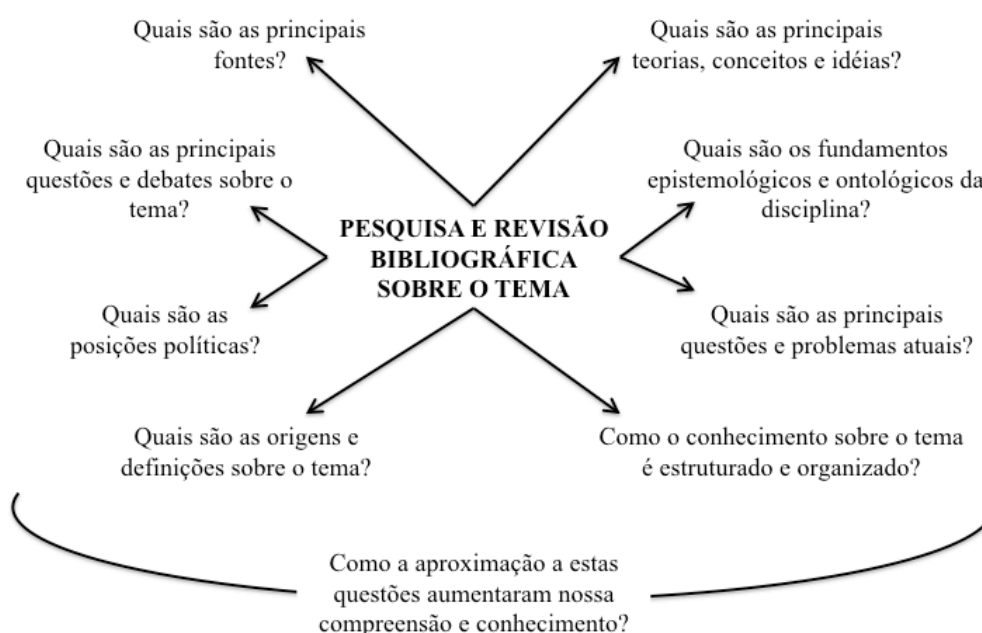 Quais são as principais
fontes?
Quais são as principais
teorias, conceitos e idéias?
Quais são as principais
questões e debates sobre o
tema?
Quais são os fundamentos
epistemológicos e ontológicos da
disciplina?
PESQUISA E REVISÃO
BIBLIOGRÁFICA
SOBRE O TEMA
Quais são as
posições políticas?
Quais são as principais
questões e problemas atuais?
Quais são as origens e
definições sobre o tema?
Como o conhecimento sobre o tema
é estruturado e organizado?
Como a aproximação a estas
questões aumentaram nossa
compreensão e conhecimento?